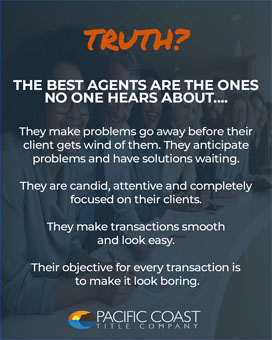 TRUTH?
THE BEST AGENTS ARE THE ONES
NO ONE HEARS ABOUT....
They make problems go away before their
client gets wind of them. They anticipate
problems and have solutions waiting.
They are candid, attentive and completely
focused on their clients.
They make transactions smooth
and look easy.
Their objective for every transaction is
to make it look boring.
PACIFIC COAST
TITLE COMPANY